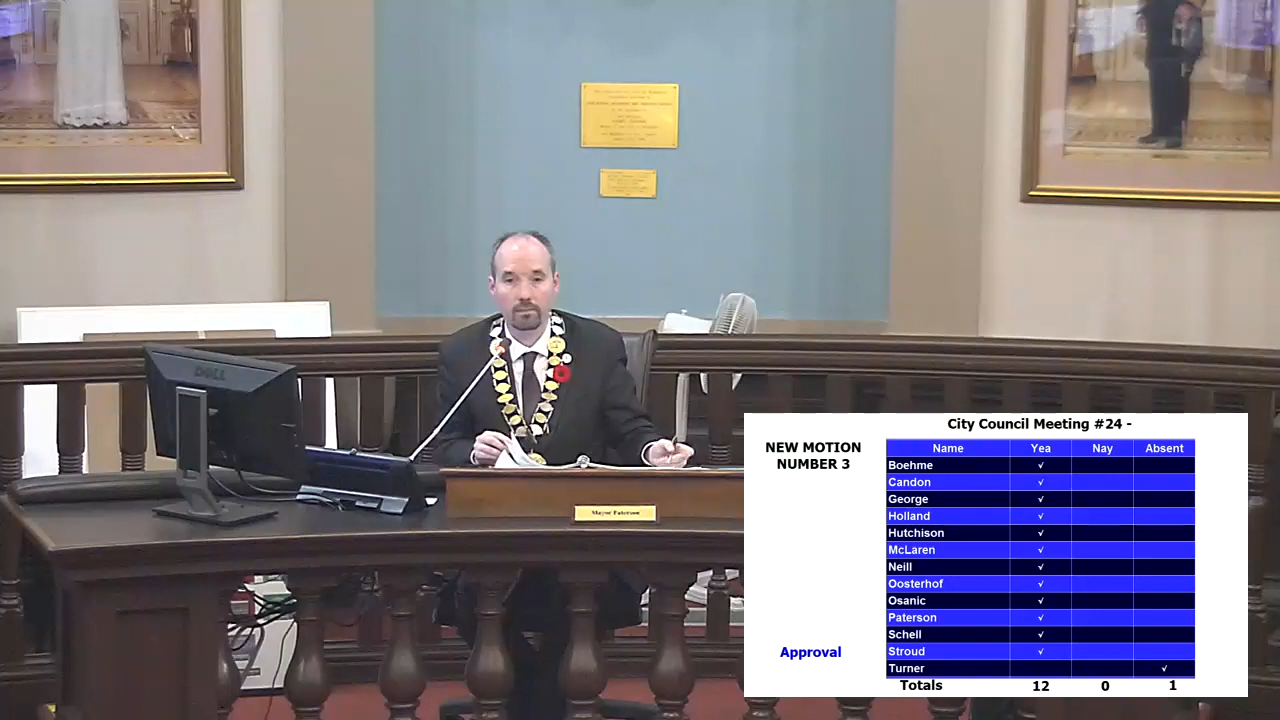 DELL
Mayor Paterson
City Council Meeting #24 -
NEW MOTION
NUMBER 3
Name Yea Nay Absent
Boehme √
Candon √
George √
Holland √
Hutchison √
McLaren √
Neill √
Oosterhof √
Osanic √
Paterson √
Schell √
Stroud √
Turner √
Approval
Totals 12 0 1